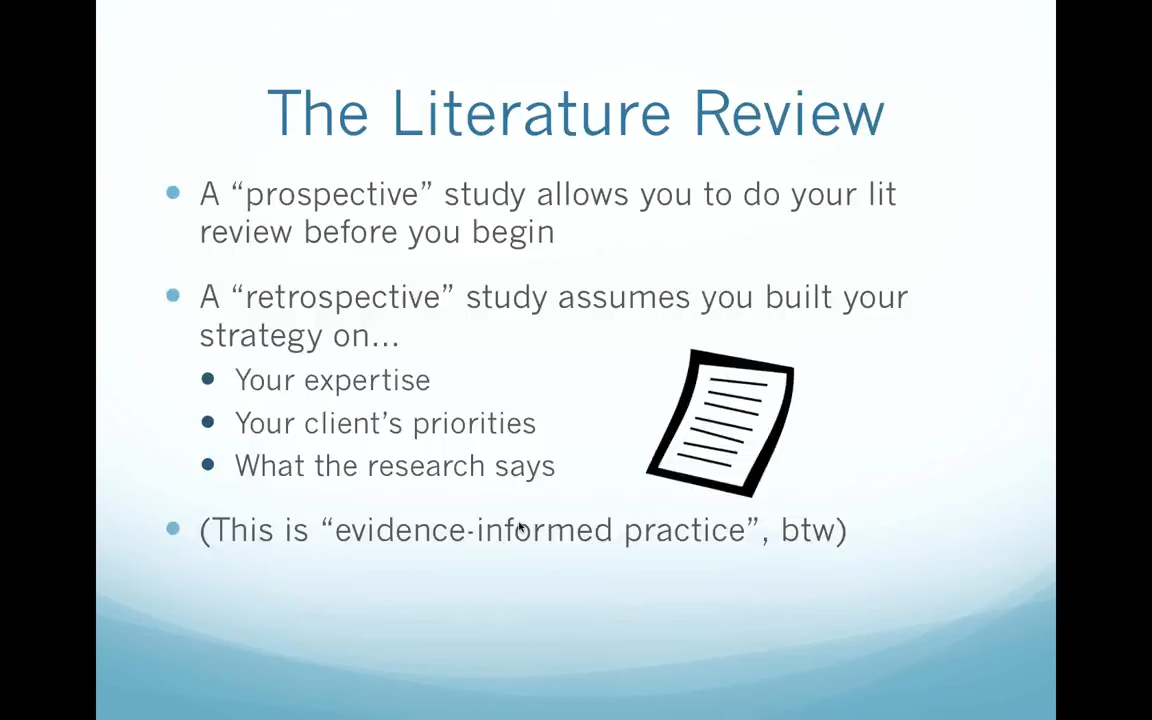 The Literature Review
A “prospective” study allows you to do your lit
review before you begin
A “retrospective” study assumes you built your
strategy on...
Your expertise
Your client’s priorities
What the research says
(This is “evidence-informed practice”, btw)